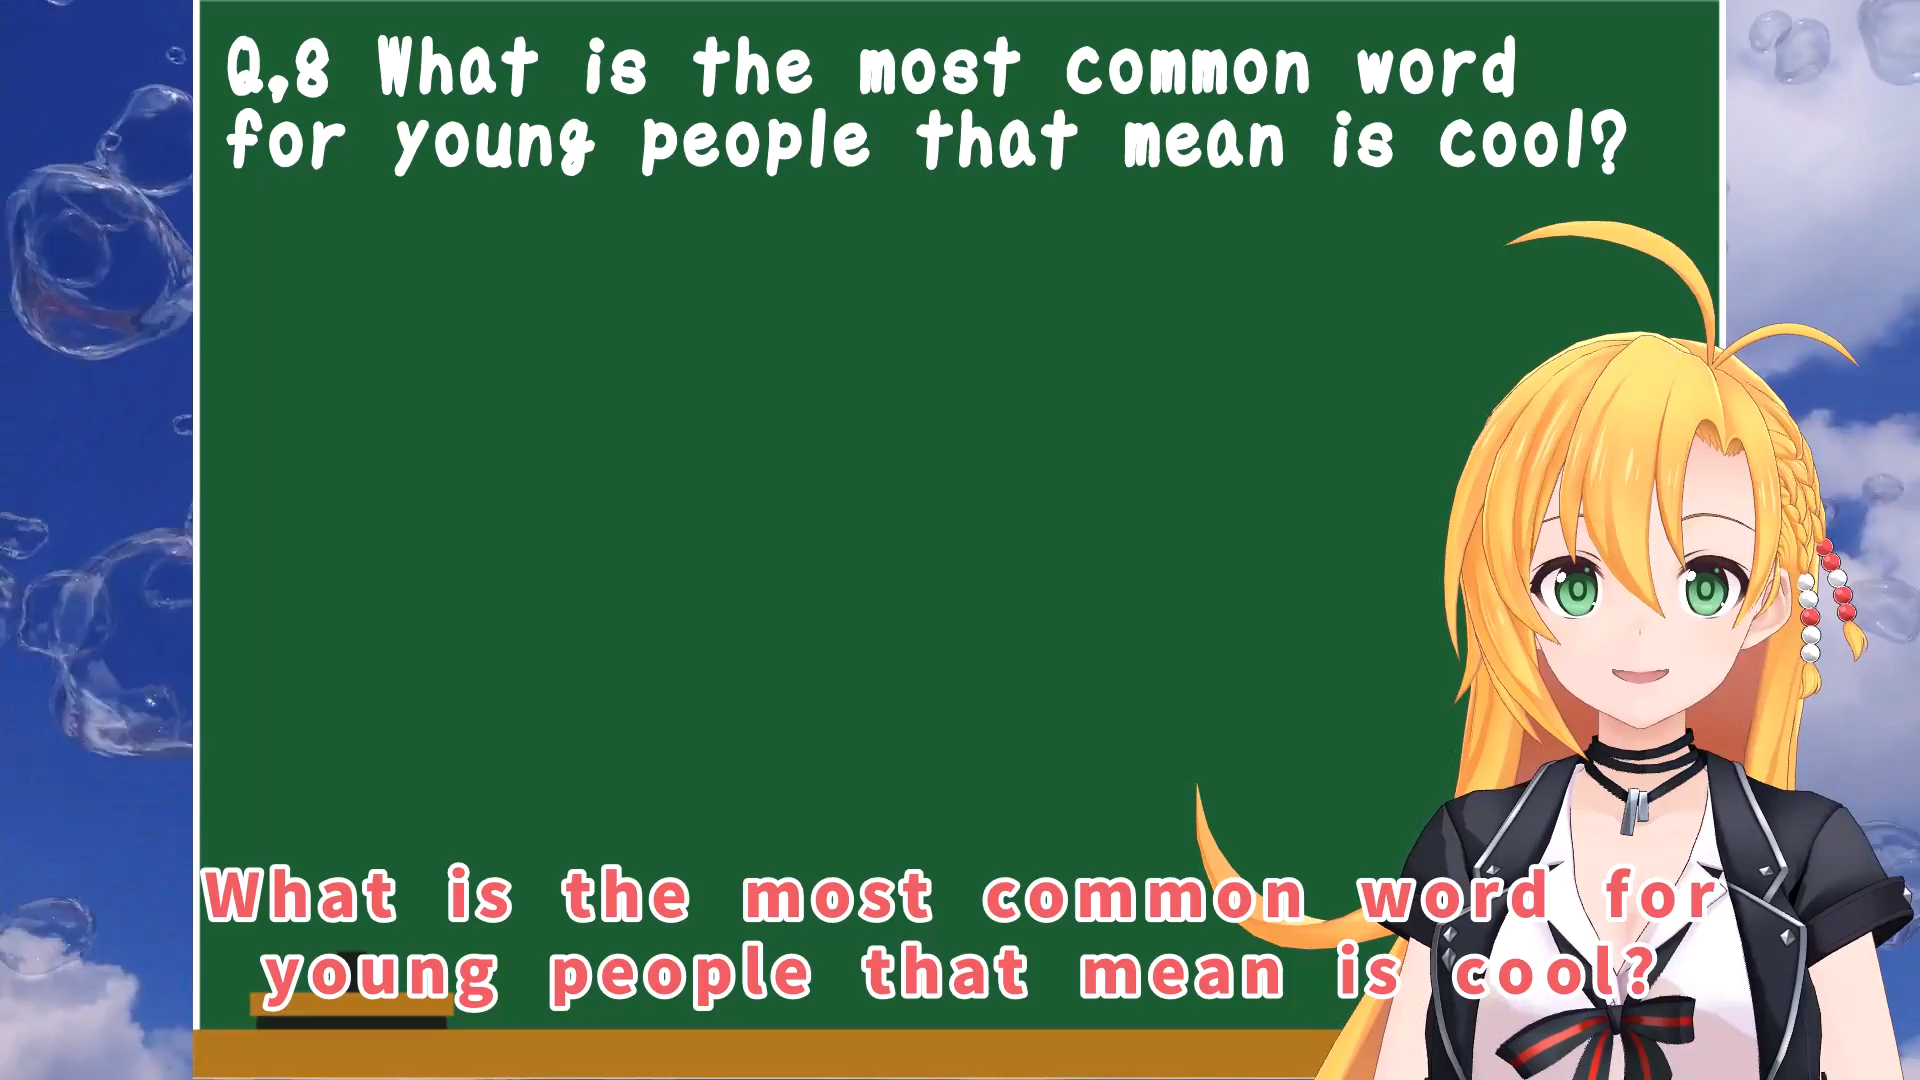 Q,8 What is the most common word
for young people that mean is cool?
What is the most common word for
young people that mean is cool?